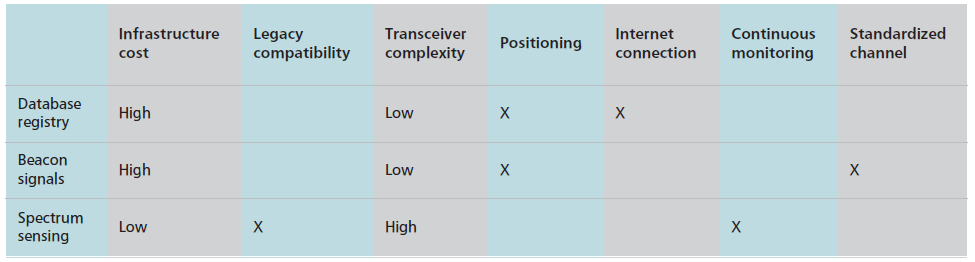 Infrastructure cost Legacy compatibility Transceiver complexity Positioning Internet connection Continuous monitoring Standardized channel
Database registry High Low X X
Beacon signals High Low X X
Spectrum sensing Low X High X